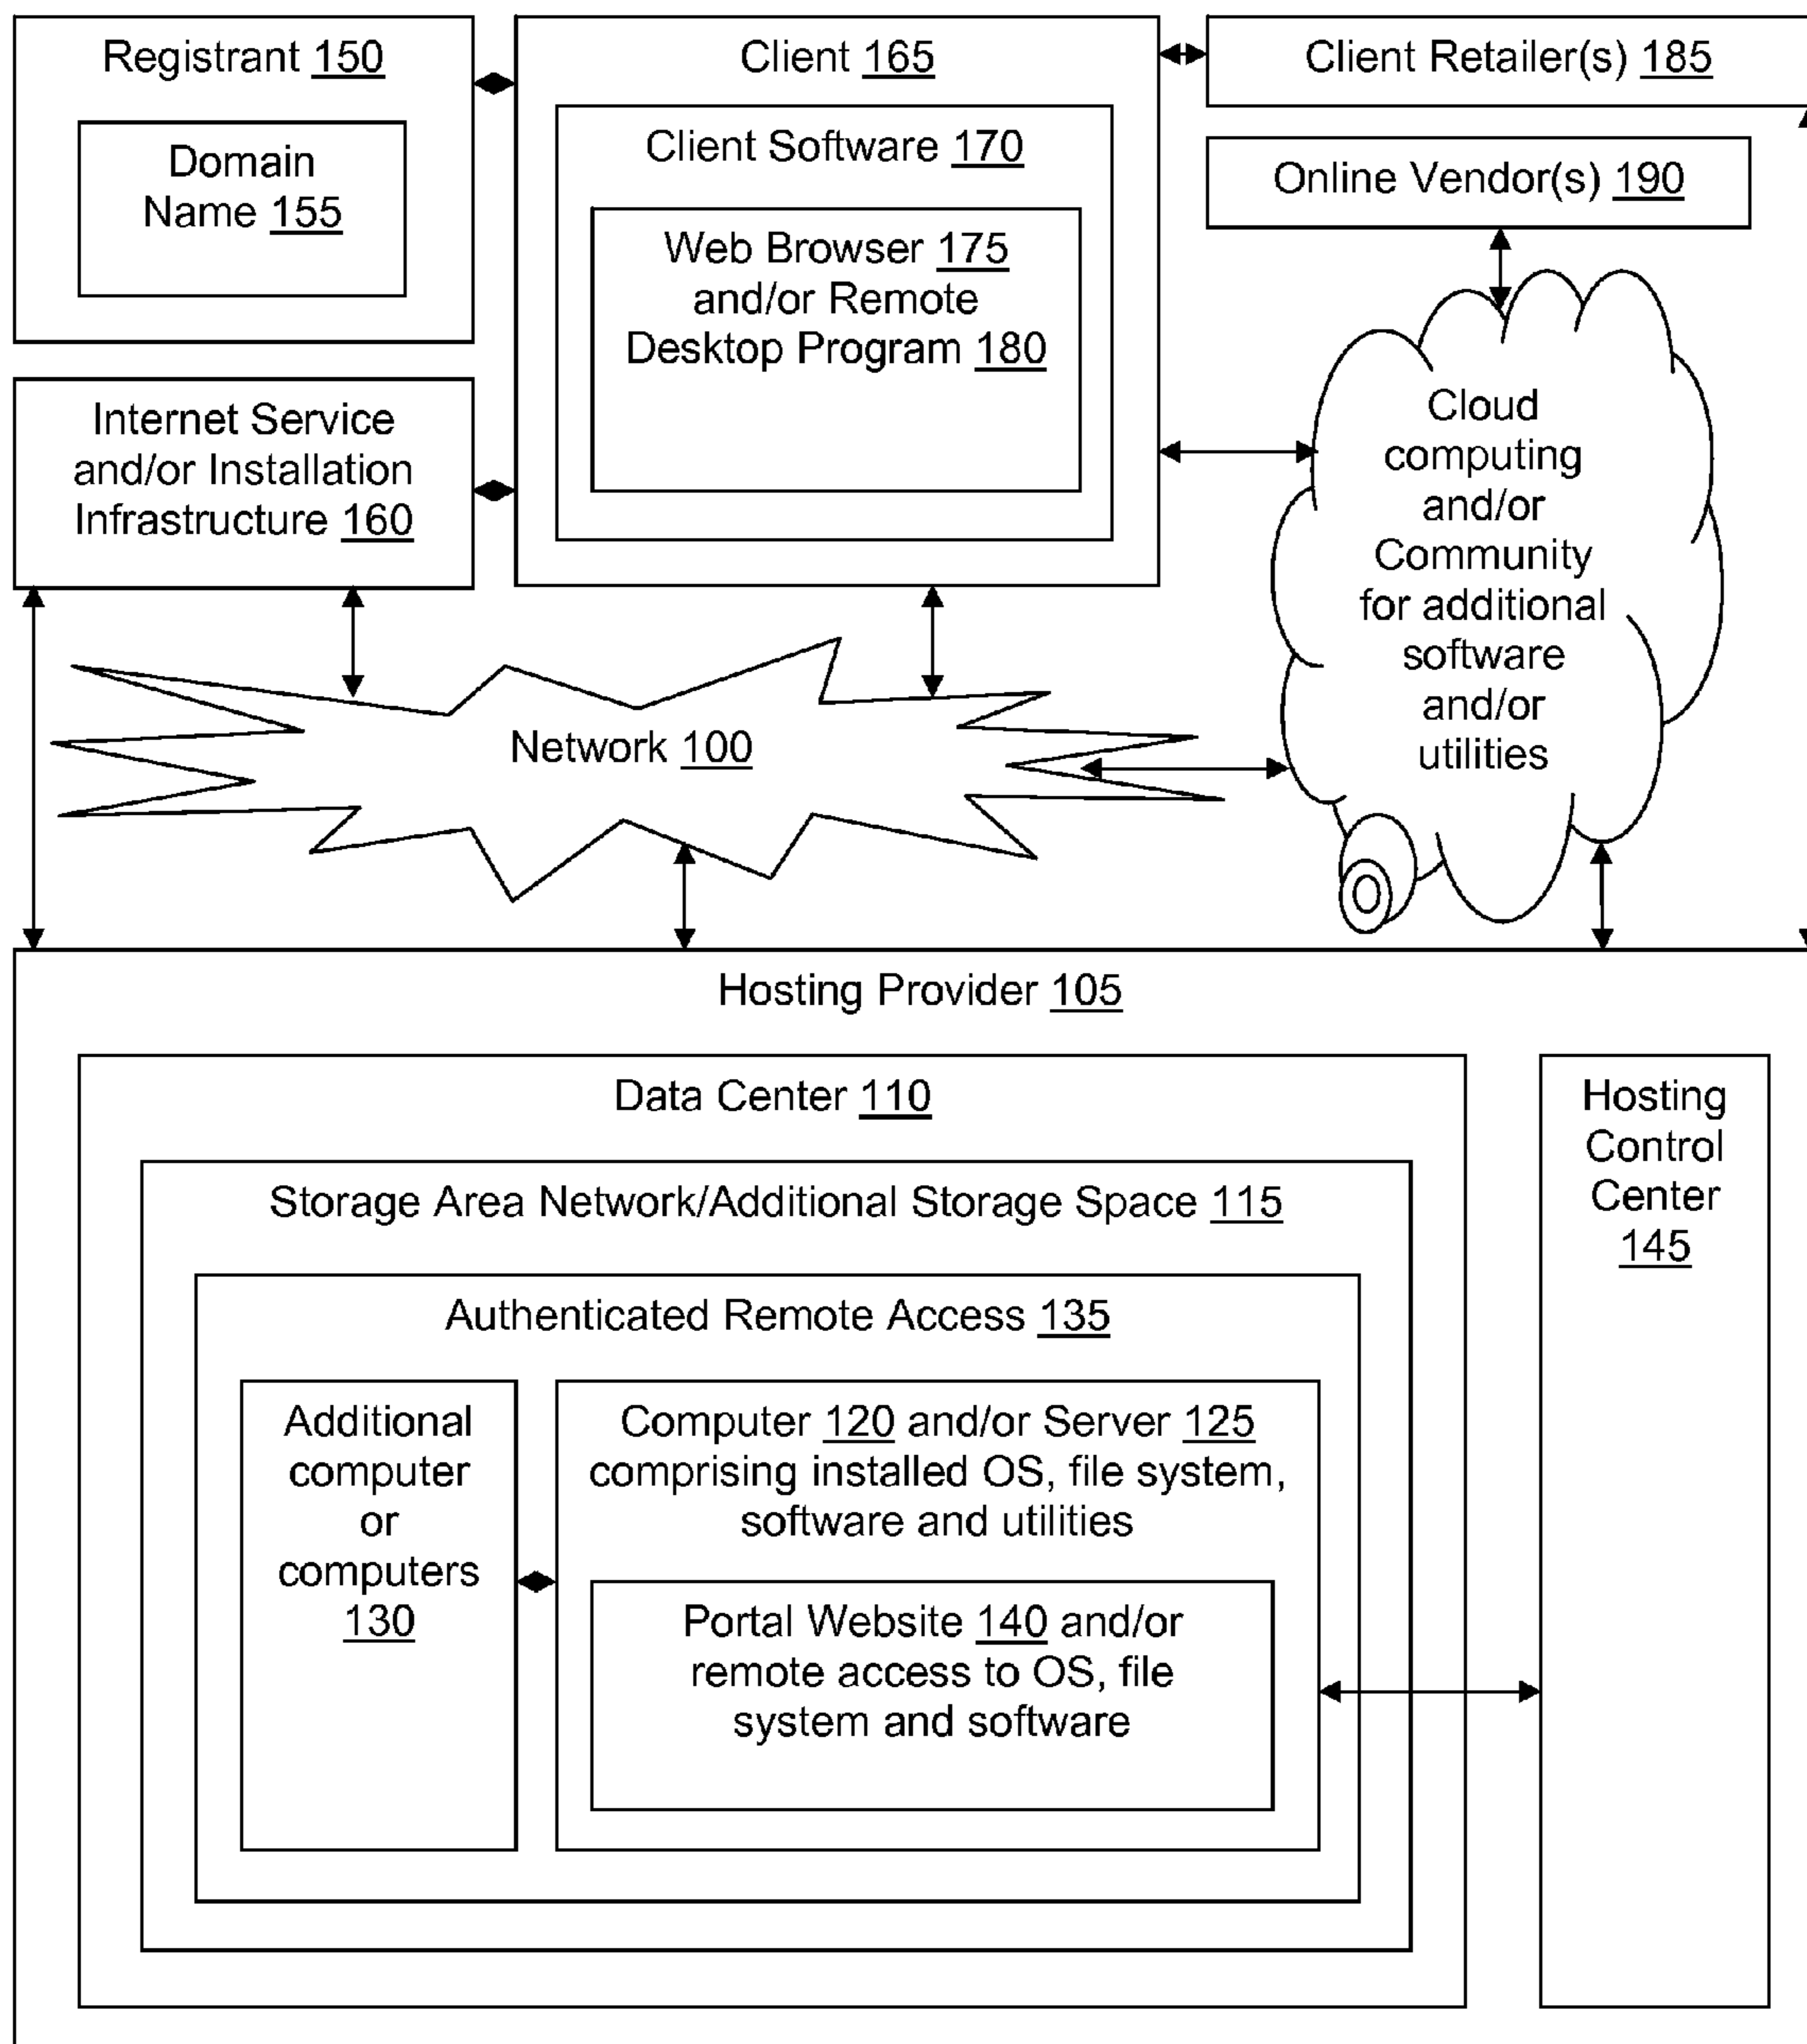 Registrant 150
Domain
Name 155
Client 165
Client Software 170
Web Browser 175
and/or Remote
Desktop Program 180
Client Retailer(s) 185
Online Vendor(s) 190
Internet Service
and/or Installation
Infrastructure 160
Cloud
computing
and/or
Community
for additional
software
and/or
utilities
Network 100
Hosting Provider 105
Data Center 110
Storage Area Network/Additional Storage Space 115
Authenticated Remote Access 135
Additional
computer
or
computers
130
Computer 120 and/or Server 125
comprising installed OS, file system,
software and utilities
Portal Website 140 and/or
remote access to OS, file
system and software
Hosting
Control
Center
145